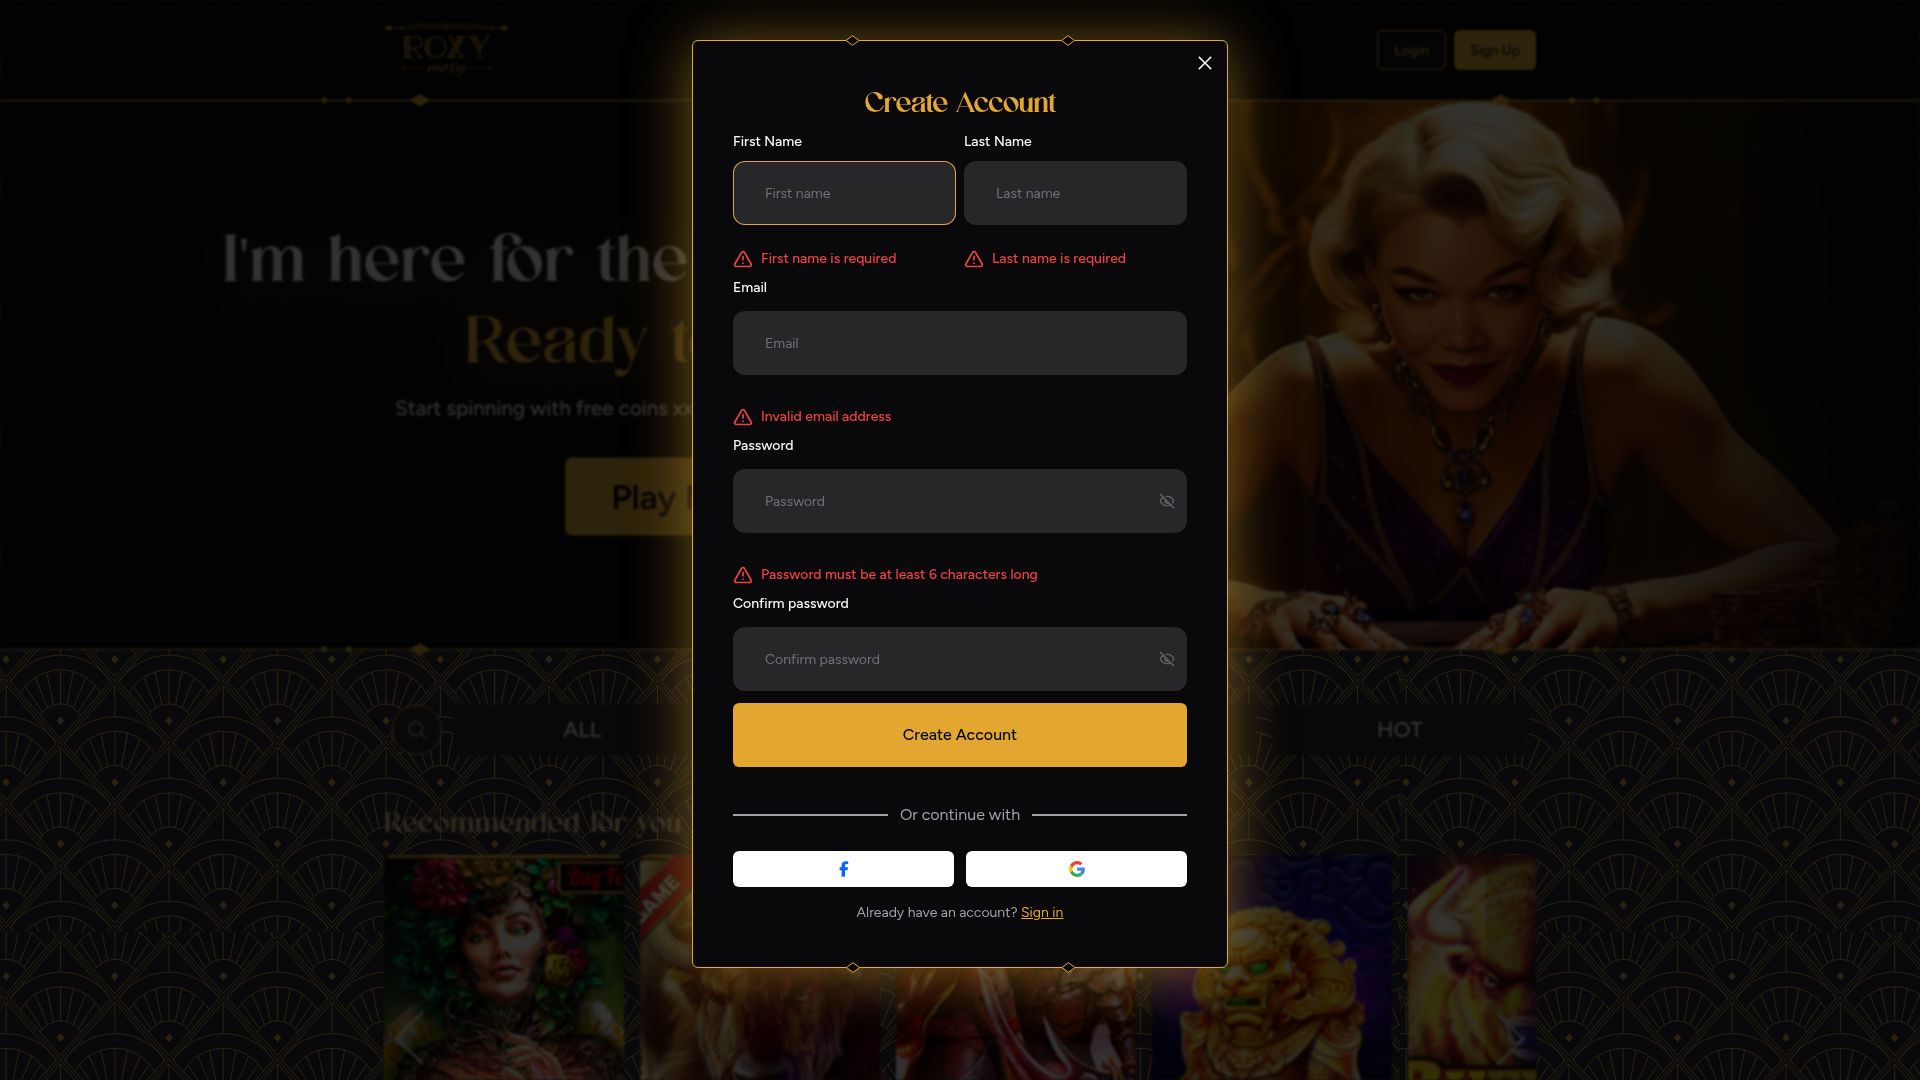 ROXY
moxy
Login
Sign Up
Create Account
First Name
Last Name
First name
Last name
First name is required
Last name is required
I'm here for the
Email
Email
Ready
Start spinning with free coins
Invalid email address
Password
Password
Play
Password must be at least 6 characters long
Confirm password
Confirm password
ALL
HOT
Create Account
Or continue with
Recommended for you
Buy
GAME
Already have an account? Sign in